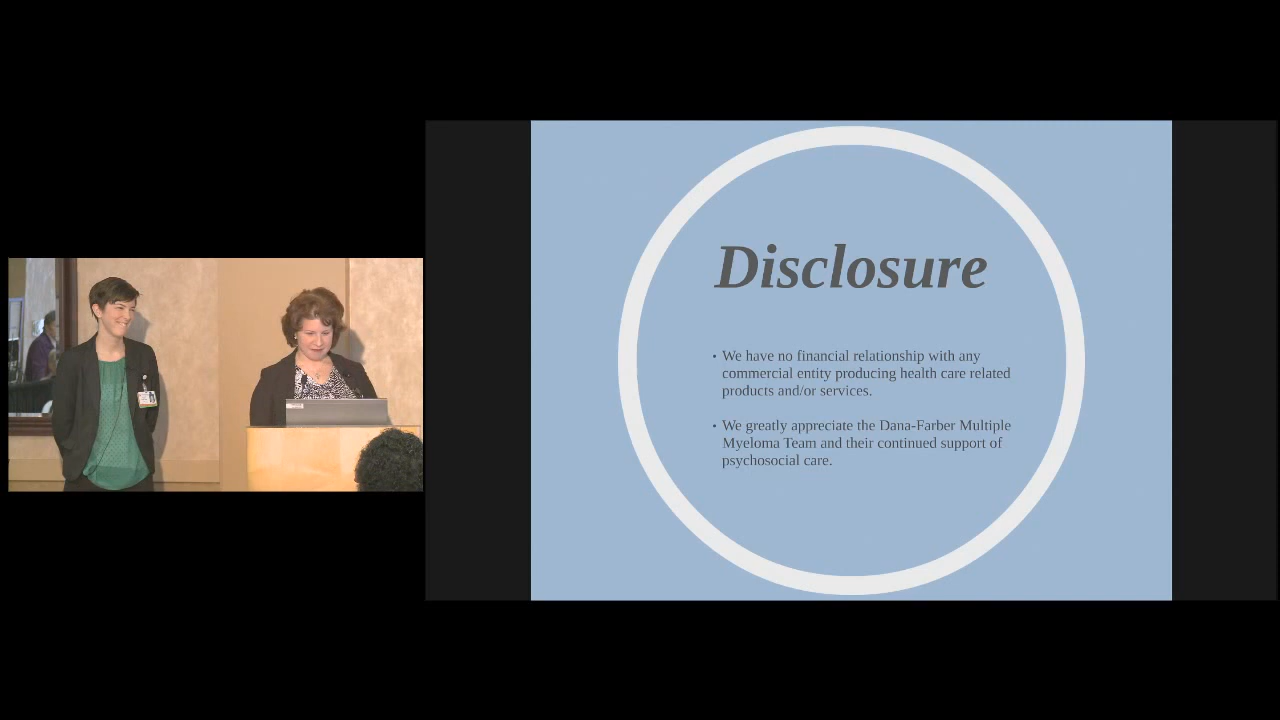 Disclosure
• We have no financial relationship with any
commercial entity producing health care related
products and/or services.
• We greatly appreciate the Dana-Farber Multiple
Myeloma Team and their continued support of
psychosocial care.